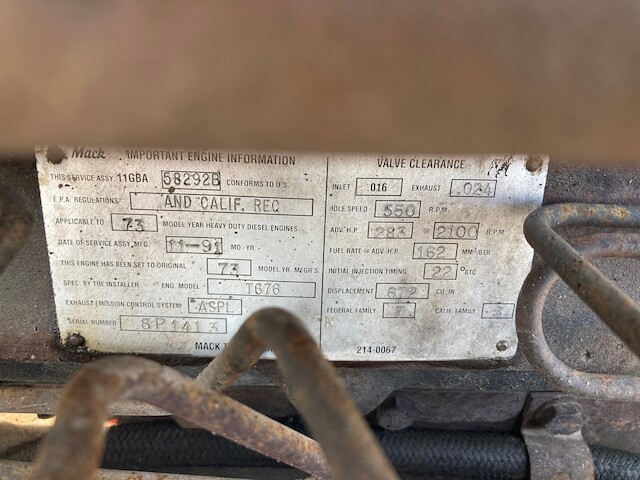 Mack IMPORTANT ENGINE INFORMATION
THIS SERVICE ASSY. 11GBA 58292B CONFORMS TO U.S.
E.P.A. REGULATIONS AND CALIF. REG
APPLICABLE TO 73 MODEL YEAR HEAVY DUTY DIESEL ENGINES.
DATE OF SERVICE ASSY. MFG. 11-91 MO.-YR.
THIS ENGINE HAS BEEN SET TO ORIGINAL 73 MODEL YR. MFGR'S
SPEC. BY THE INSTALLER. ENG. MODEL T676
EXHAUST EMISSION CONTROL SYSTEM- ASPL
SERIAL NUMBER 8P1413
MACK
VALVE CLEARANCE
INLET 016 EXHAUST .024
IDLE SPEED 550 R.P.M.
ADV. H.P. 283 @ 2100 R.P.M.
FUEL RATE @ ADV-H.P. 162 MM³/STR.
INITIAL INJECTION TIMING 22 °BTC
DISPLACEMENT 672 CU. IN.
FEDERAL FAMILY CALIF. FAMILY
214-0067